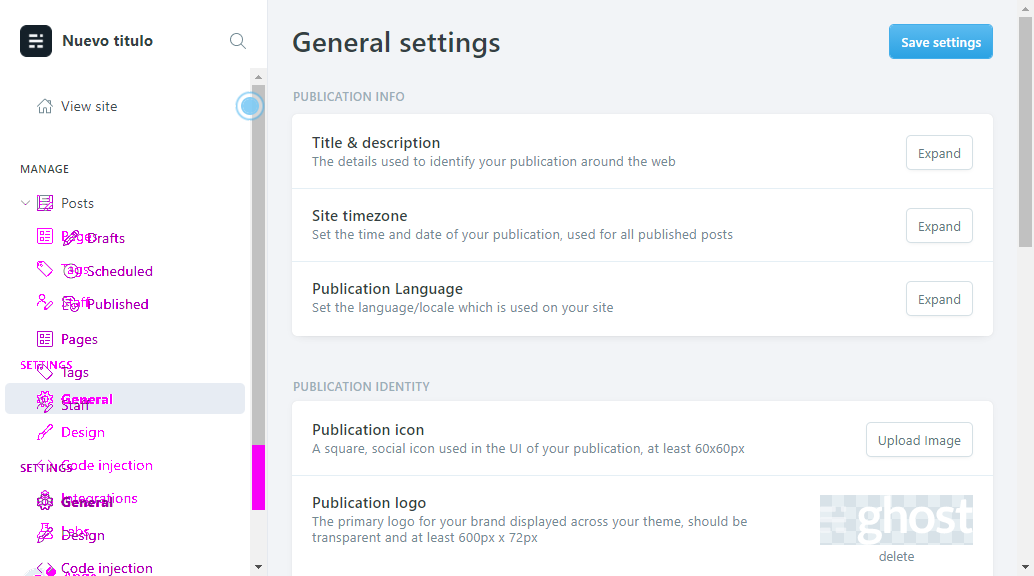 Nuevo titulo
View site
MANAGE
Posts
Pages
Drafts
Tags
Scheduled
Staff
Published
Pages
SETTINGS
Tags
General
Staff
Design
Code injection
SETTINGS
Integrations
General
Labs
Design
Code injection
General settings
Save settings
PUBLICATION INFO
Title & description
The details used to identify your publication around the web
Expand
Site timezone
Set the time and date of your publication, used for all published posts
Expand
Publication Language
Set the language/locale which is used on your site
Expand
PUBLICATION IDENTITY
Publication icon
A square, social icon used in the UI of your publication, at least 60x60px
Upload Image
Publication logo
The primary logo for your brand displayed across your theme, should be
transparent and at least 600px x 72px
ghost
delete